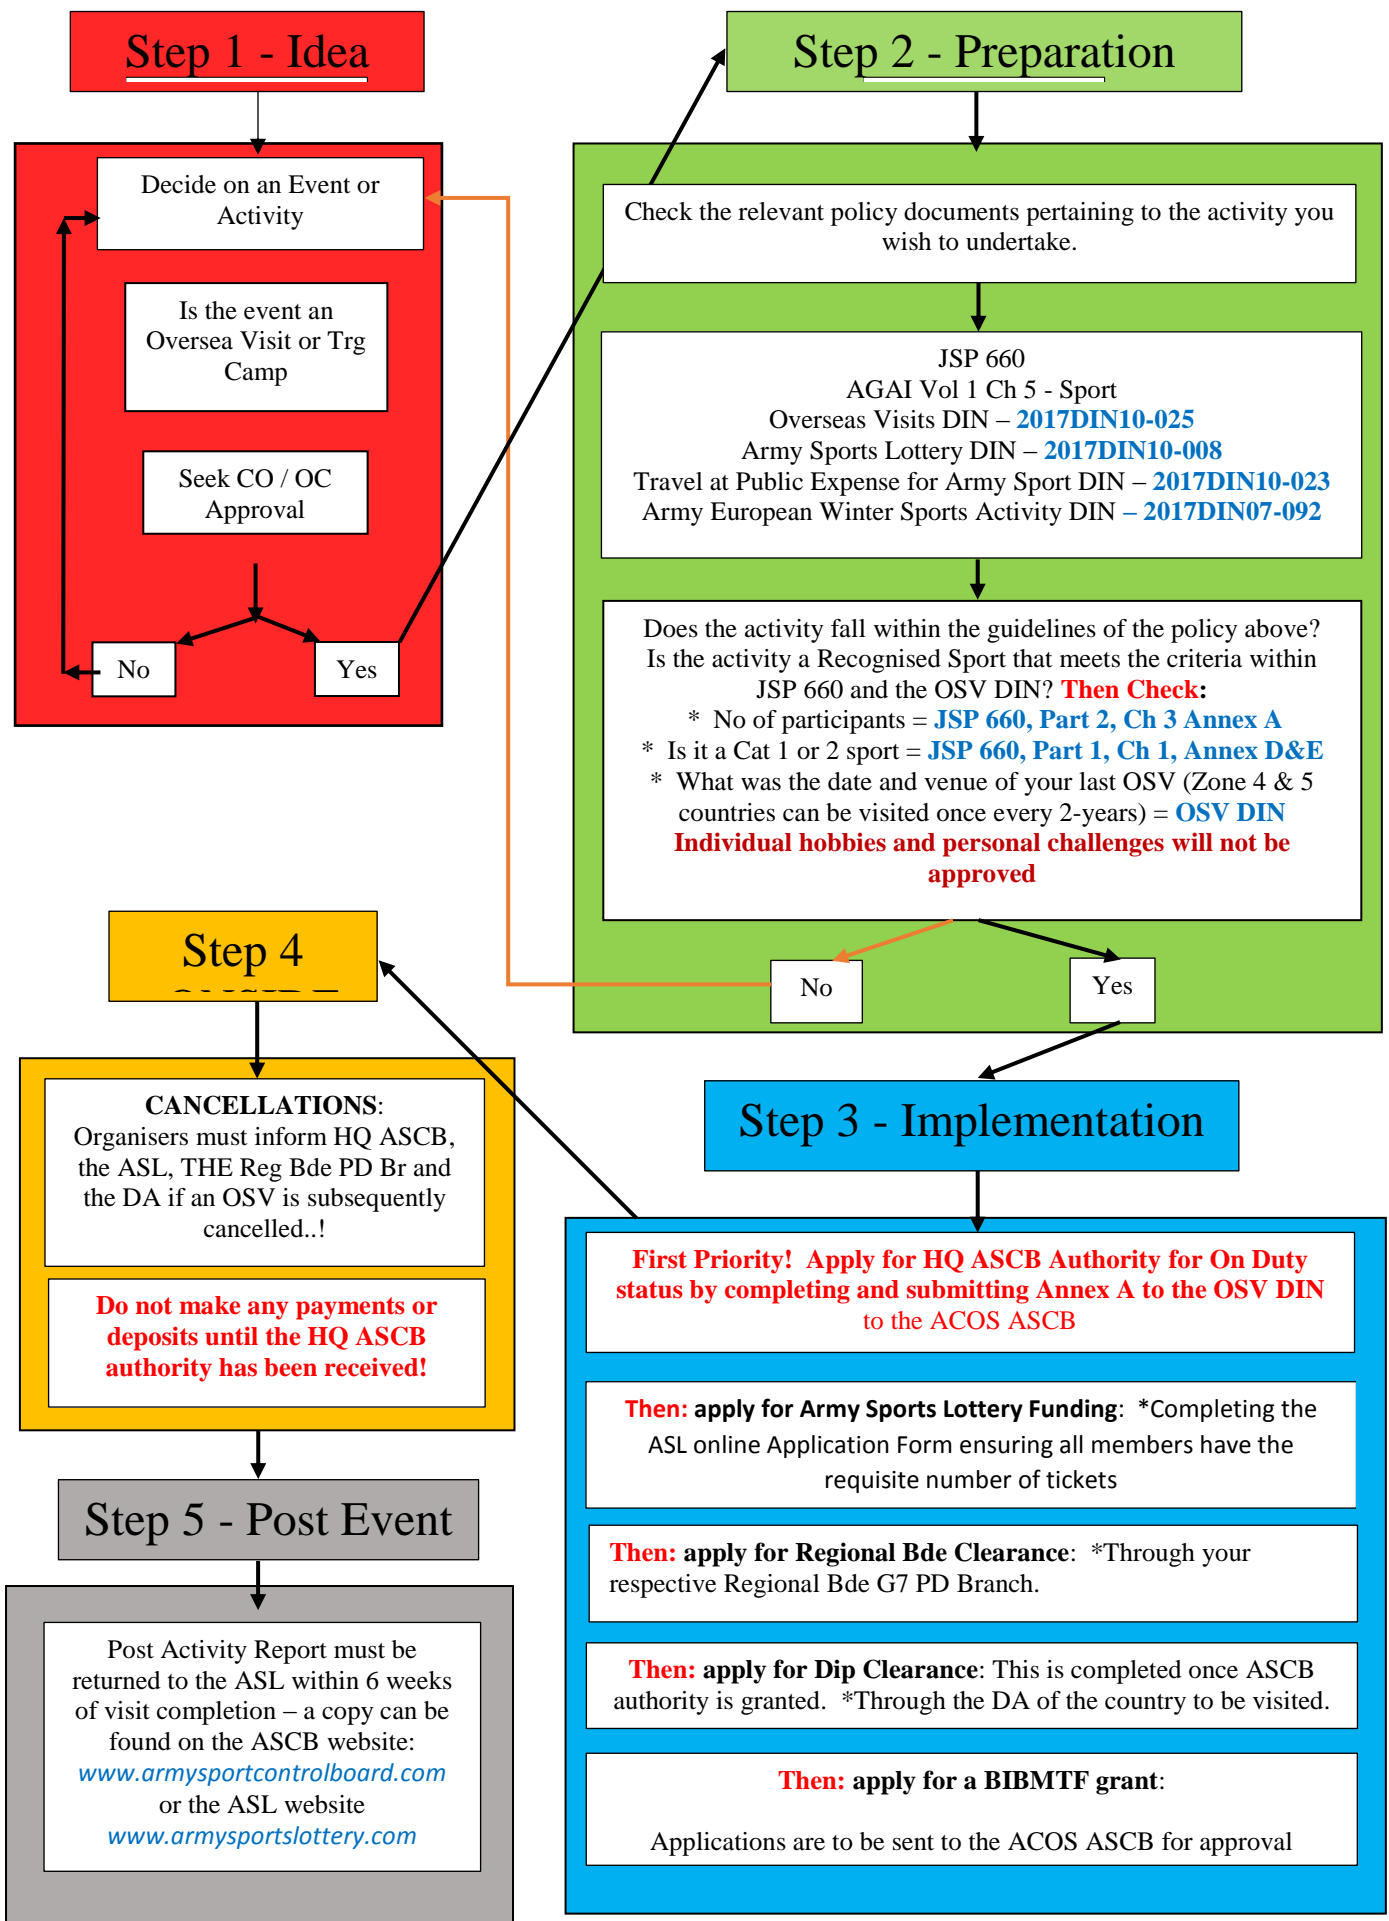 Step 1 - Idea
Decide on an Event or
Activity
Is the event an
Oversea Visit or Trg
Camp
Seek CO / OC
Approval
No
Yes
Step 2 - Preparation
Check the relevant policy documents pertaining to the activity you
wish to undertake.
JSP 660
AGAI Vol 1 Ch 5 - Sport
Overseas Visits DIN – 2017DIN10-025
Army Sports Lottery DIN – 2017DIN10-008
Travel at Public Expense for Army Sport DIN – 2017DIN10-023
Army European Winter Sports Activity DIN – 2017DIN07-092
Does the activity fall within the guidelines of the policy above?
Is the activity a Recognised Sport that meets the criteria within
JSP 660 and the OSV DIN? Then Check:
* No of participants = JSP 660, Part 2, Ch 3 Annex A
* Is it a Cat 1 or 2 sport = JSP 660, Part 1, Ch 1, Annex D&E
* What was the date and venue of your last OSV (Zone 4 & 5
countries can be visited once every 2-years) = OSV DIN
Individual hobbies and personal challenges will not be
approved
No
Yes
Step 3 - Implementation
First Priority! Apply for HQ ASCB Authority for On Duty
status by completing and submitting Annex A to the OSV DIN
to the ACOS ASCB
Then: apply for Army Sports Lottery Funding: *Completing the
ASL online Application Form ensuring all members have the
requisite number of tickets
Then: apply for Regional Bde Clearance: *Through your
respective Regional Bde G7 PD Branch.
Then: apply for Dip Clearance: This is completed once ASCB
authority is granted. *Through the DA of the country to be visited.
Then: apply for a BIBMTF grant:
Applications are to be sent to the ACOS ASCB for approval
Step 4
CANCELLATIONS:
Organisers must inform HQ ASCB,
the ASL, THE Reg Bde PD Br and
the DA if an OSV is subsequently
cancelled..!
Do not make any payments or
deposits until the HQ ASCB
authority has been received!
Step 5 - Post Event
Post Activity Report must be
returned to the ASL within 6 weeks
of visit completion – a copy can be
found on the ASCB website:
www.armysportcontrolboard.com
or the ASL website
www.armysportslottery.com